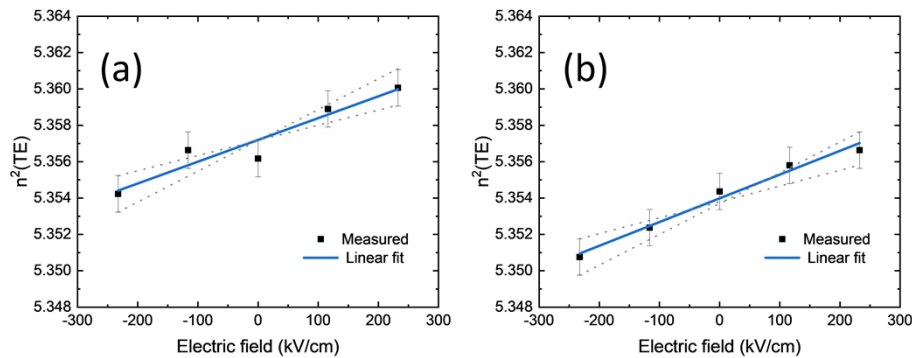 (a)
n²(TE)
5.364
5.362
5.360
5.358
5.356
5.354
5.352
5.350
5.348
Measured
Linear fit
-300 -200 -100 0 100 200 300
Electric field (kV/cm)
(b)
n²(TE)
5.364
5.362
5.360
5.358
5.356
5.354
5.352
5.350
5.348
Measured
Linear fit
-300 -200 -100 0 100 200 300
Electric field (kV/cm)